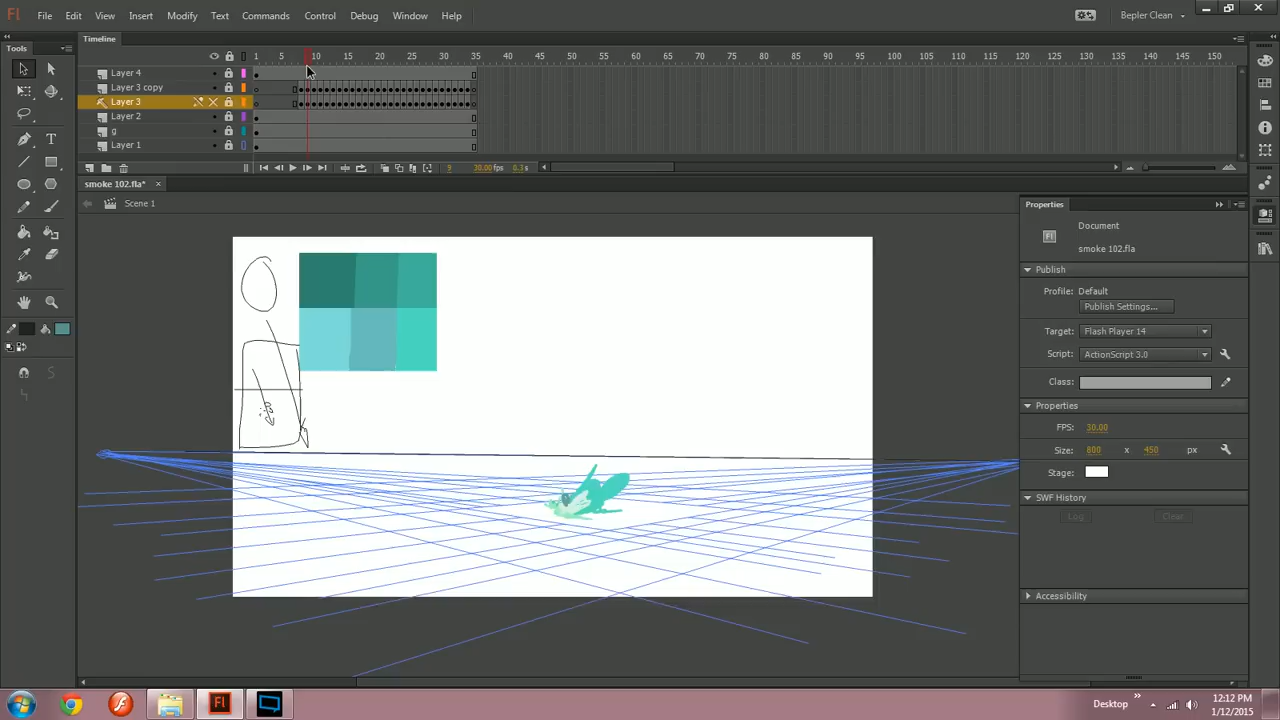 Fl File Edit View Insert Modify Text Commands Control Debug Window Help Bepler Clean
Tools Timeline
1 5 10 15 20 25 30 35 40 45 50 55 60 65 70 75 80 85 90 95 100 105 110 115 120 125 130 135 140 145 150
Layer 4
Layer 3 copy
Layer 3
Layer 2
g
Layer 1
9 30.00 fps 0.3 s
smoke 102.fla* ×
Scene 1
Properties
Document
Fl
smoke 102.fla
Publish
Profile: Default
Publish Settings...
Target: Flash Player 14
Script: ActionScript 3.0
Class:
Properties
FPS: 30.00
Size: 800 x 450 px
Stage:
SWF History
Log Clear
Accessibility
Fl
Desktop
12:12 PM
1/12/2015